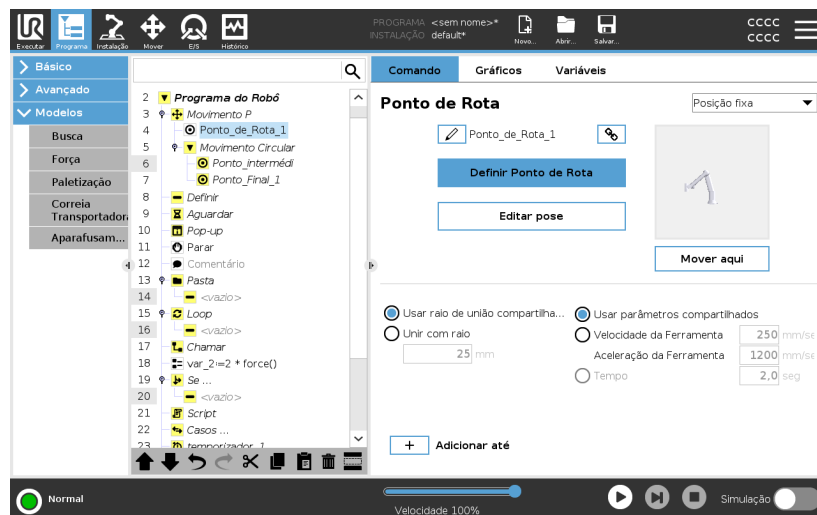 PROGRAMA <sem nome>*
INSTALAÇÃO default*
cccc
cccc
Executar Programa Instalação Mover E/S Histórico Novo... Abrir... Salvar...
Básico
Avançado
Modelos
Busca
Força
Paletização
Correia
Transportador
Aparafusam...
2 Programa do Robô
3 Movimento P
4 Ponto_de_Rota_1
5 Movimento Circular
6 Ponto_intermédi
7 Ponto_Final_1
8 Definir
9 Aguardar
10 Pop-up
11 Parar
12 Comentário
13 Pasta
14 <vazio>
15 Loop
16 <vazio>
17 Chamar
18 var_2≔2 * force()
19 Se ...
20 <vazio>
21 Script
22 Casos ...
23 temporizador_1
Comando Gráficos Variáveis
Ponto de Rota
Posição fixa
Ponto_de_Rota_1
Definir Ponto de Rota
Editar pose
Mover aqui
Usar raio de união compartilha...
Unir com raio
25 mm
Usar parâmetros compartilhados
Velocidade da Ferramenta 250 mm/se
Aceleração da Ferramenta 1200 mm/se
Tempo 2,0 seg
+ Adicionar até
Normal
Velocidade 100%
Simulação